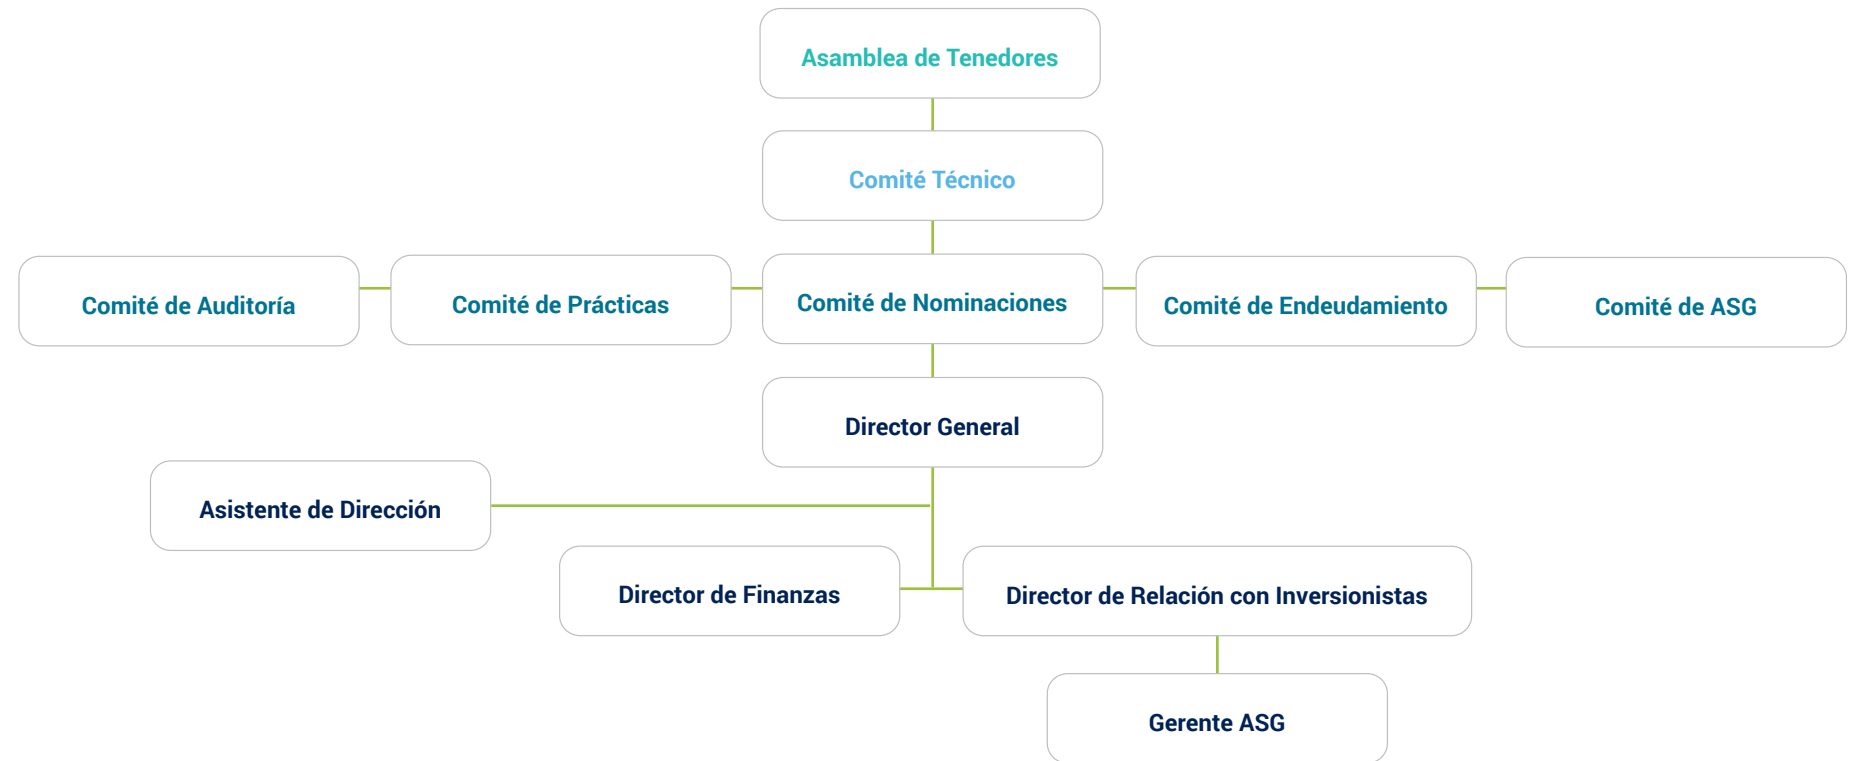 Asamblea de Tenedores
Comité Técnico
Comité de Auditoría
Comité de Prácticas
Comité de Nominaciones
Comité de Endeudamiento
Comité de ASG
Director General
Asistente de Dirección
Director de Finanzas
Director de Relación con Inversionistas
Gerente ASG